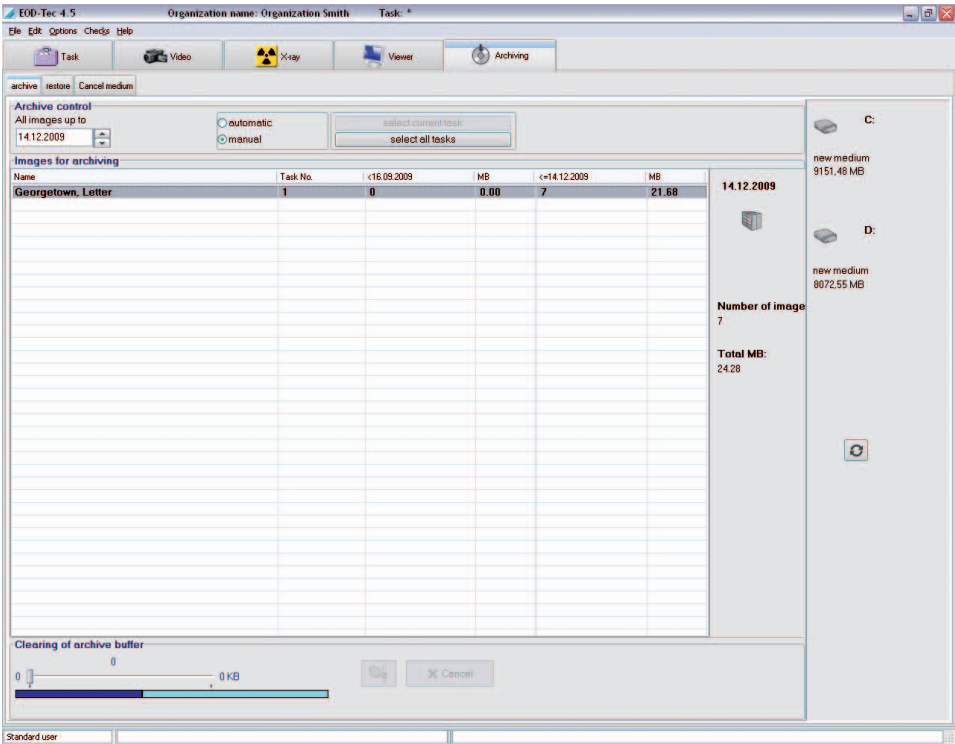 EOD-Tec 4.5 Organization name: Organization Smith Task: *
File Edit Options Checks Help
Task Video X-ray Viewer Archiving
archive restore Cancel medium
Archive control
All images up to
14.12.2009
automatic
manual
select current task
select all tasks
Images for archiving
Name Task No. <16.09.2009 MB <=14.12.2009 MB
Georgetown, Letter 1 0 0.00 7 21.68
14.12.2009
Number of image
7
Total MB:
24.28
C:
new medium
9151,48 MB
D:
new medium
8072,55 MB
Clearing of archive buffer
0
0 0 KB
Cancel
Standard user